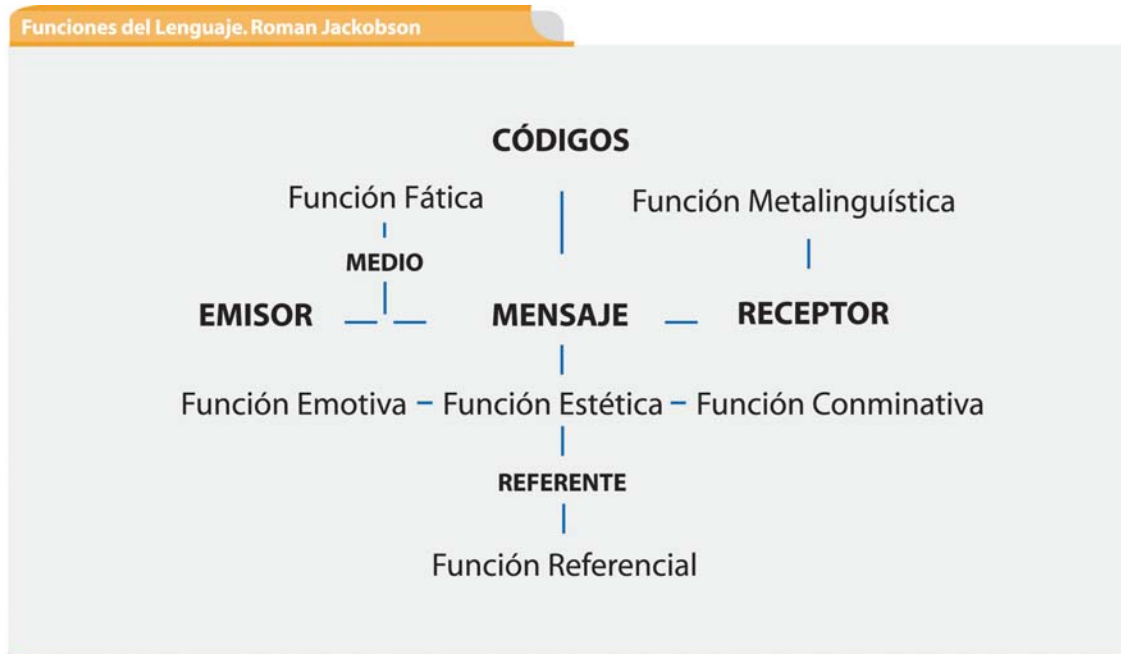 Funciones del Lenguaje. Roman Jackobson
CÓDIGOS
Función Fática
Función Metalinguística
MEDIO
EMISOR
MENSAJE
RECEPTOR
Función Emotiva – Función Estética – Función Conminativa
REFERENTE
Función Referencial